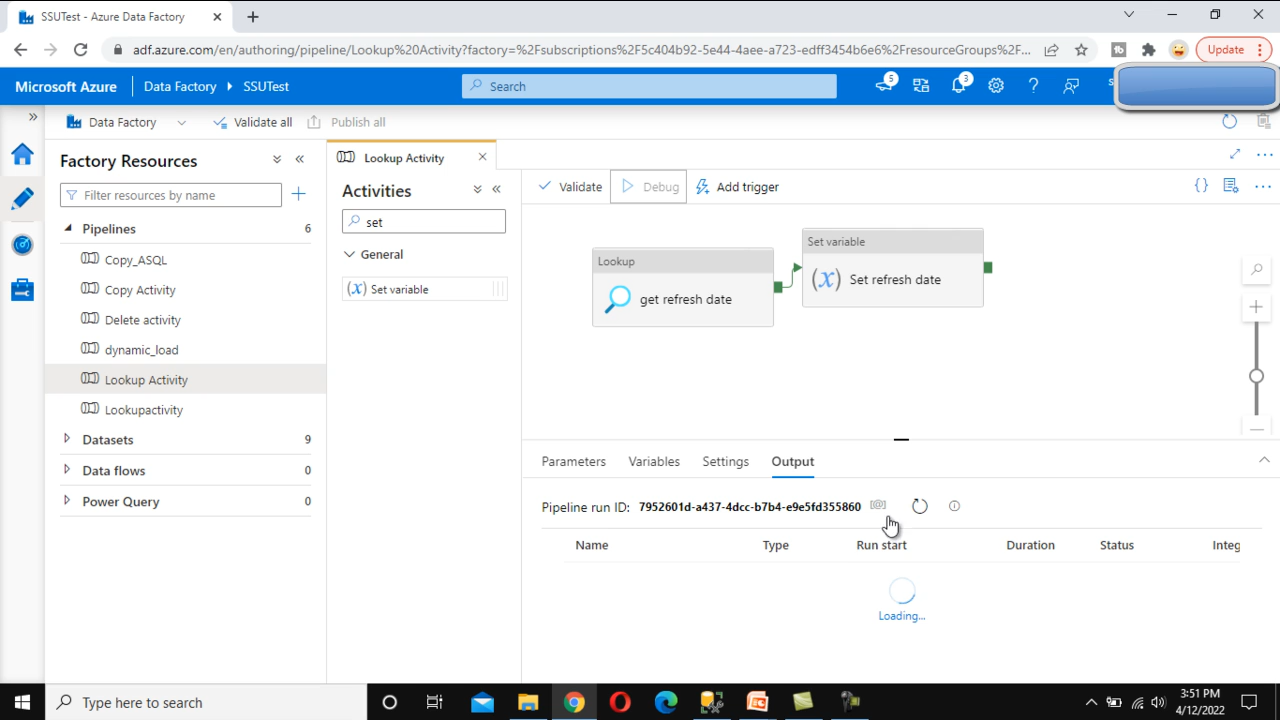 SSUTest - Azure Data Factory
adf.azure.com/en/authoring/pipeline/Lookup%20Activity?factory=%2Fsubscriptions%2F5c404b92-5e44-4aee-a723-edff3454b6e6%2FresourceGroups%2F...
Update
Microsoft Azure
Data Factory
SSUTest
Search
5
3
Data Factory
Validate all
Publish all
Factory Resources
Filter resources by name
Pipelines 6
Copy_ASQL
Copy Activity
Delete activity
dynamic_load
Lookup Activity
Lookupactivity
Datasets 9
Data flows 0
Power Query 0
Lookup Activity
Activities
set
General
(x) Set variable
Validate
Debug
Add trigger
Lookup
get refresh date
Set variable
(x) Set refresh date
Parameters Variables Settings Output
Pipeline run ID: 7952601d-a437-4dcc-b7b4-e9e5fd355860
Name Type Run start Duration Status Integ
Loading...
Type here to search
3:51 PM
4/12/2022